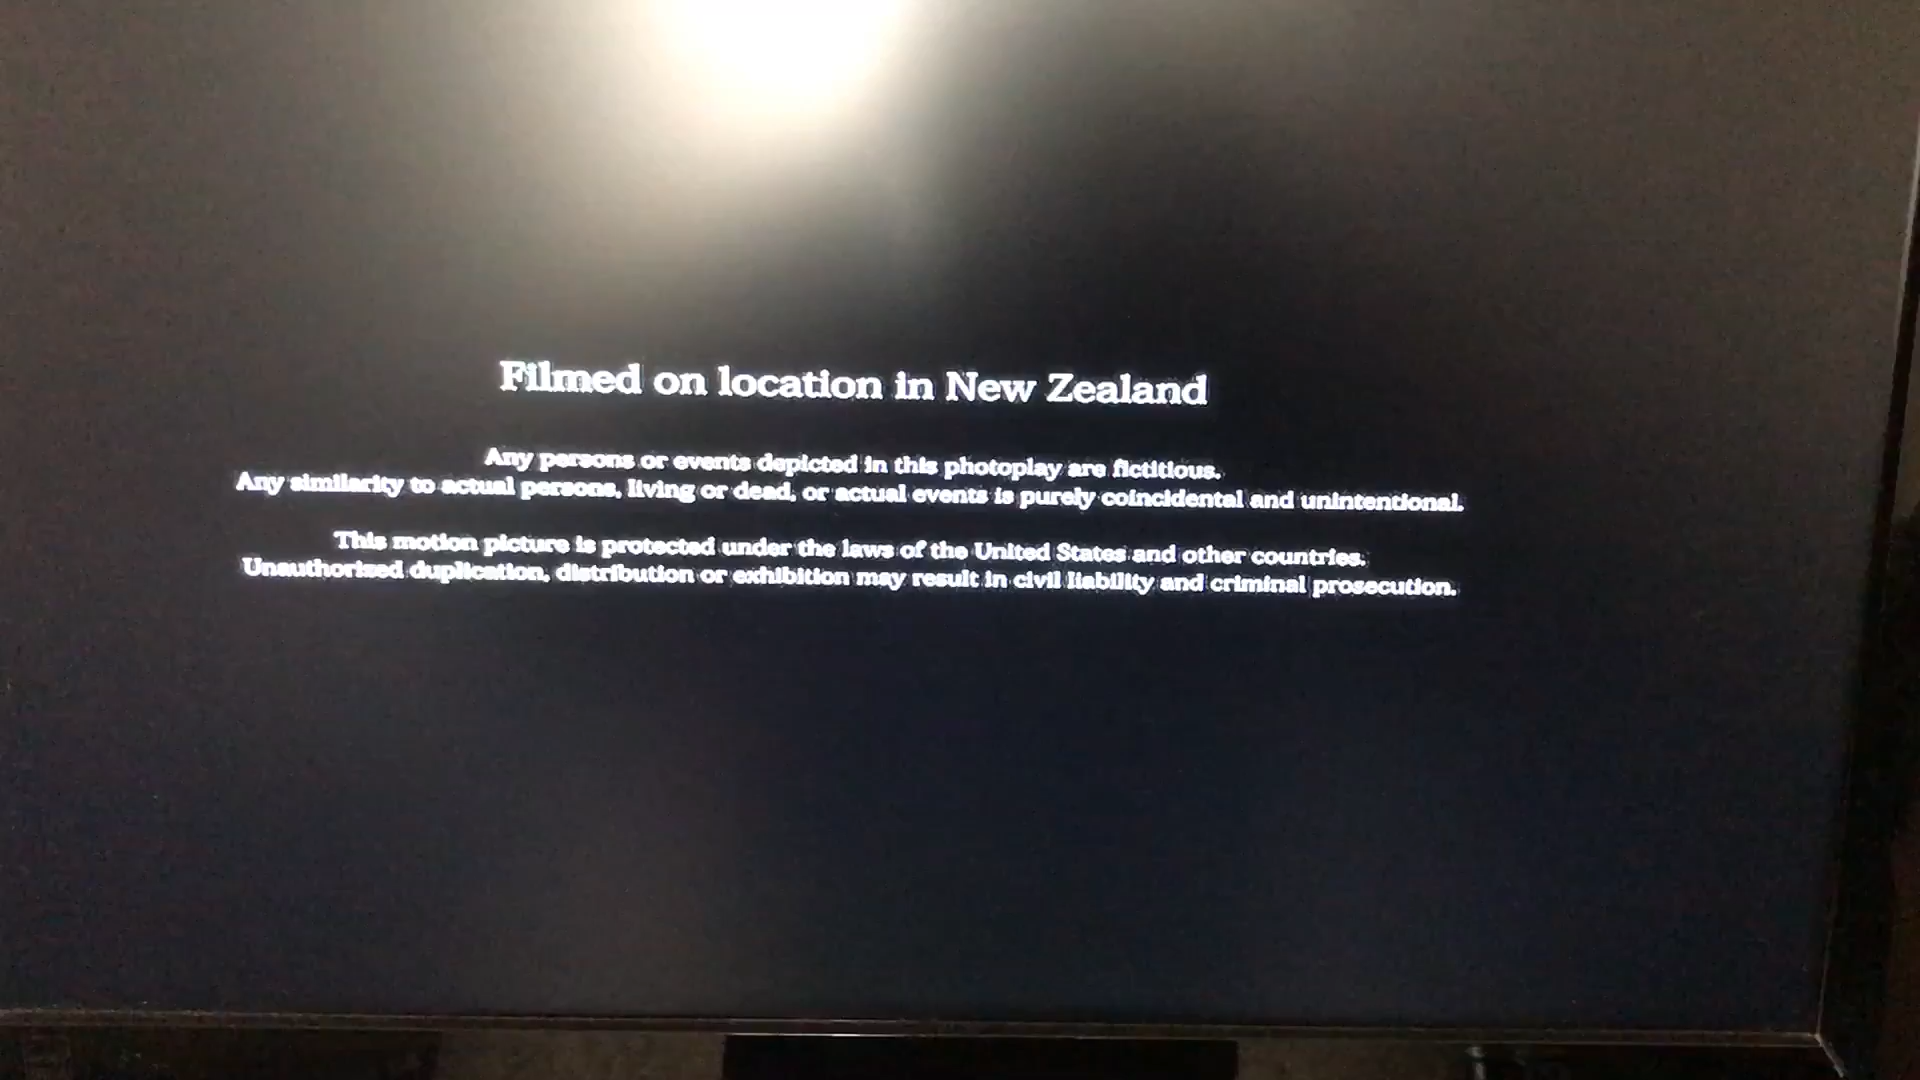 Filmed on location in New Zealand
Any persons or events depicted in this photoplay are fictitious.
Any similarity to actual persons, living or dead, or actual events is purely coincidental and unintentional.
This motion picture is protected under the laws of the United States and other countries.
Unauthorized duplication, distribution or exhibition may result in civil liability and criminal prosecution.